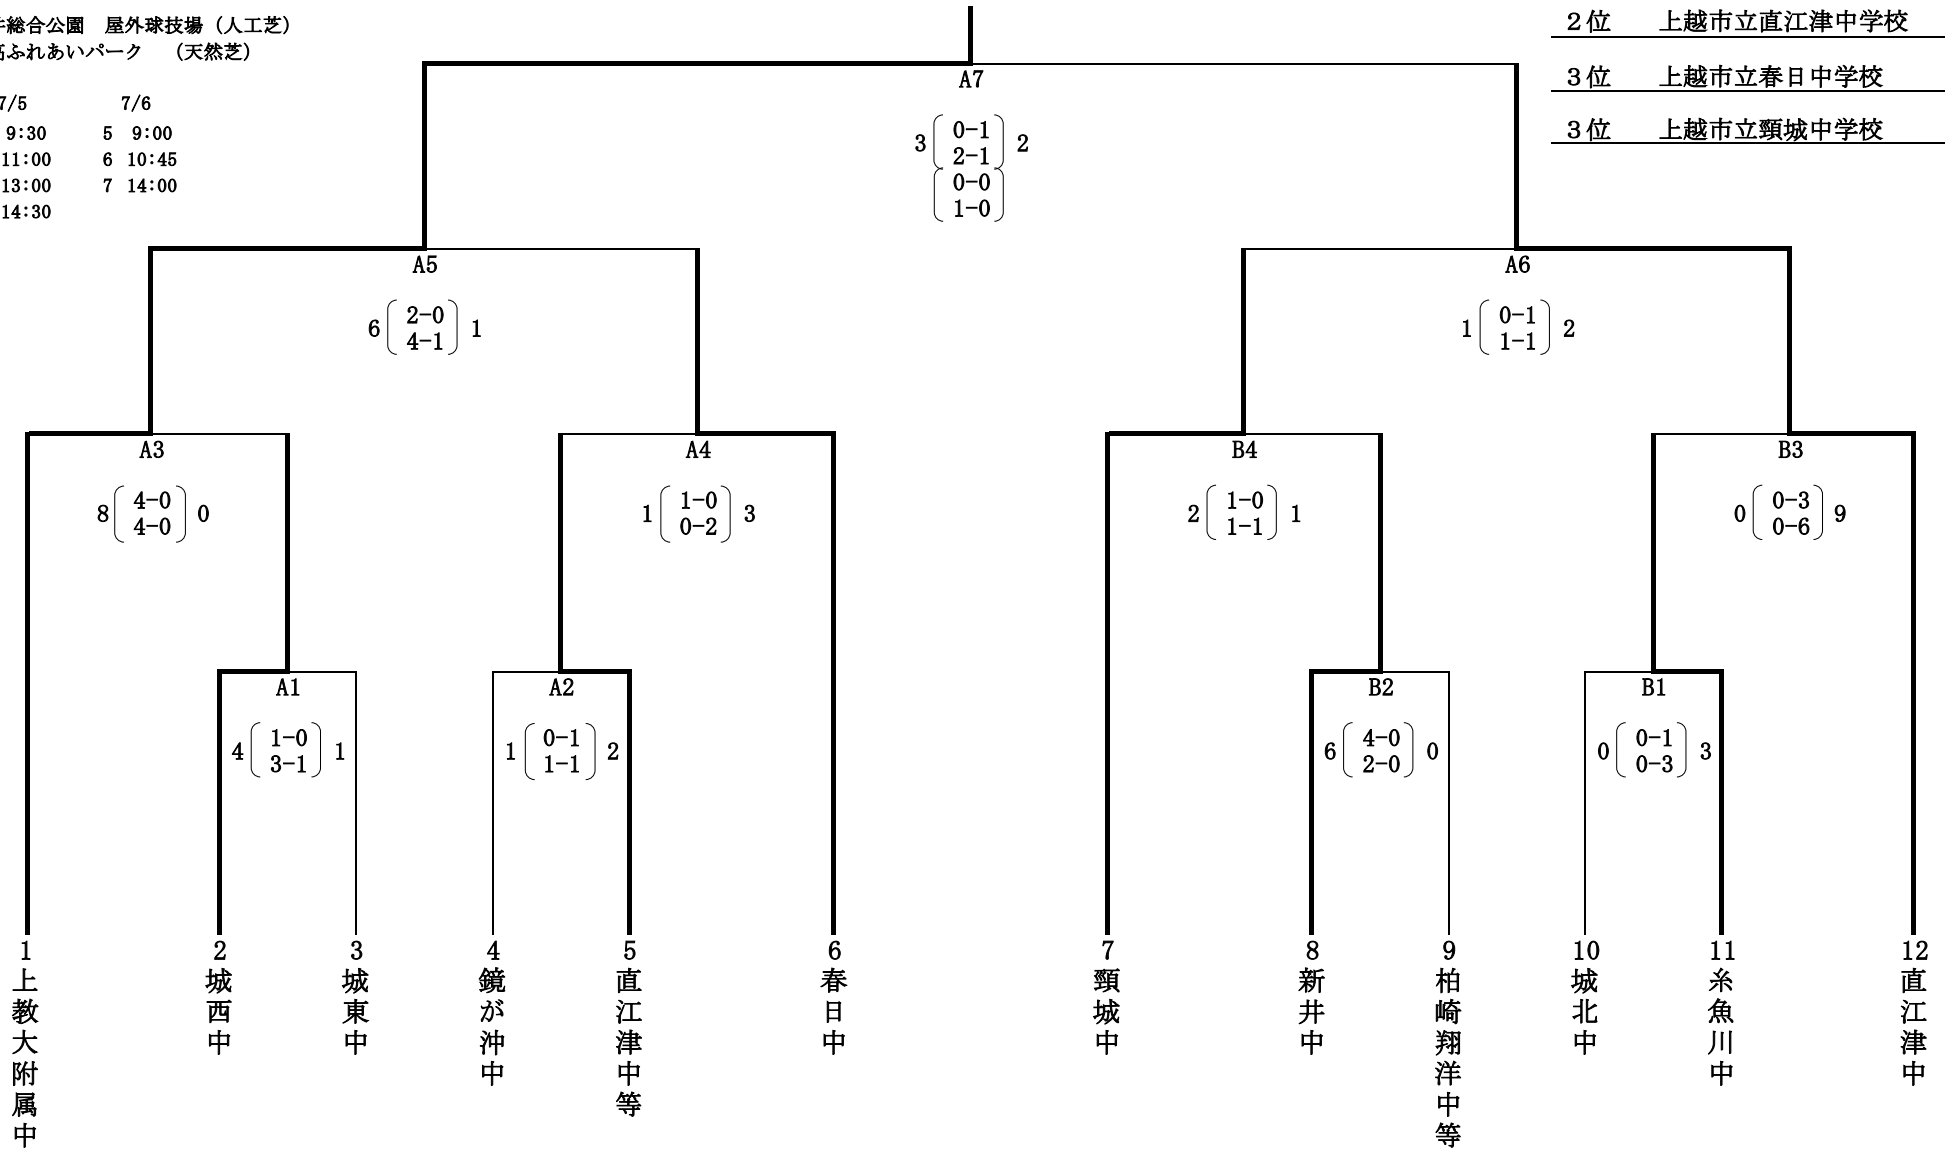 総合公園　屋外球技場（人工芝）
ふれあいパーク　（天然芝）
7/5　7/6
9:30　5　9:00
11:00　6　10:45
13:00　7　14:00
14:30
２位　上越市立直江津中学校
３位　上越市立春日中学校
３位　上越市立頸城中学校
A7
3 0-1 2
2-1
0-0
1-0
A5
6 2-0 1
4-1
A6
1 0-1 2
1-1
A3
8 4-0 0
4-0
A4
1 1-0 3
0-2
B4
2 1-0 1
1-1
B3
0 0-3 9
0-6
A1
4 1-0 1
3-1
A2
1 0-1 2
1-1
B2
6 4-0 0
2-0
B1
0 0-1 3
0-3
1
上教大附属中
2
城西中
3
城東中
4
鏡が沖中
5
直江津中等
6
春日中
7
頸城中
8
新井中
9
柏崎翔洋中等
10
城北中
11
糸魚川中
12
直江津中